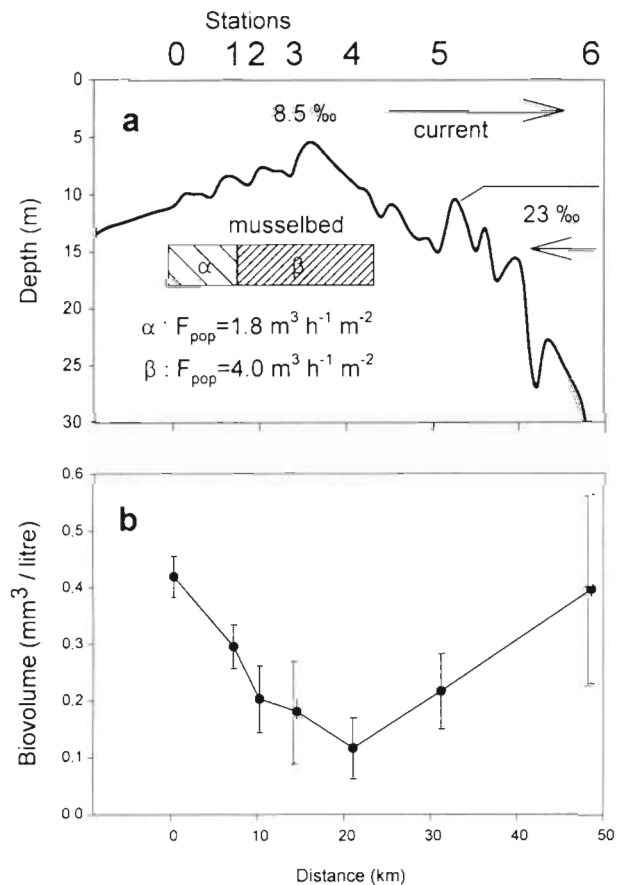 Stations
0 1 2 3 4 5 6
0
5
10
15
20
25
30
Depth (m)
a
8.5 ‰
current
23 ‰
musselbed
α β
α : F_pop=1.8 m³ h⁻¹ m⁻²
β : F_pop=4.0 m³ h⁻¹ m⁻²
0.6
0,5
0.4
0.3
0.2
0.1
0 0
Biovolume (mm³ / litre)
b
0 10 20 30 40 50
Distance (km)